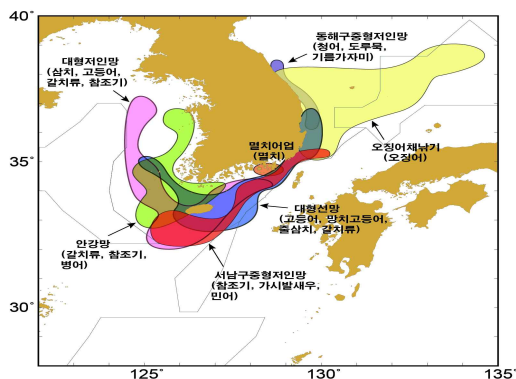 40°
동해구중형저인망
(청어, 도루묵,
기름가자미)
대형저인망
(삼치, 고등어,
갈치류, 참조기)
멸치어업
(멸치)
오징어채낚기
(오징어)
35°
대형선망
(고등어, 망치고등어,
줄삼치, 갈치류)
안강망
(갈치류, 참조기,
병어)
서남구중형저인망
(참조기, 가시발새우,
민어)
30°
125°
130°
135°